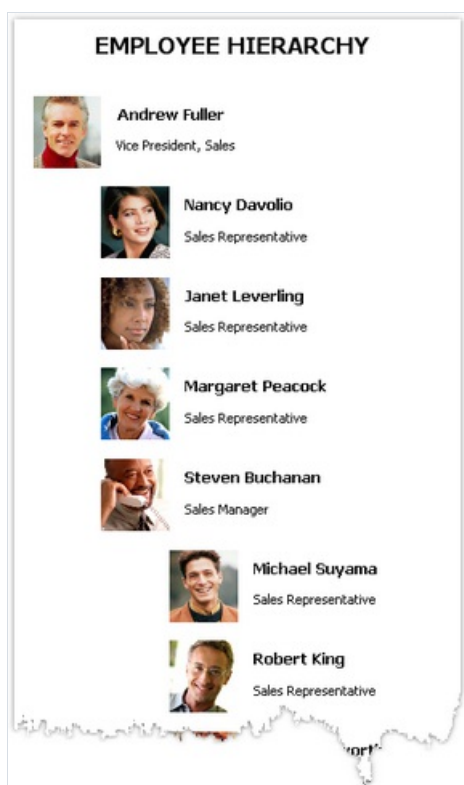 EMPLOYEE HIERARCHY
Andrew Fuller
Vice President, Sales
Nancy Davolio
Sales Representative
Janet Leverling
Sales Representative
Margaret Peacock
Sales Representative
Steven Buchanan
Sales Manager
Michael Suyama
Sales Representative
Robert King
Sales Representative